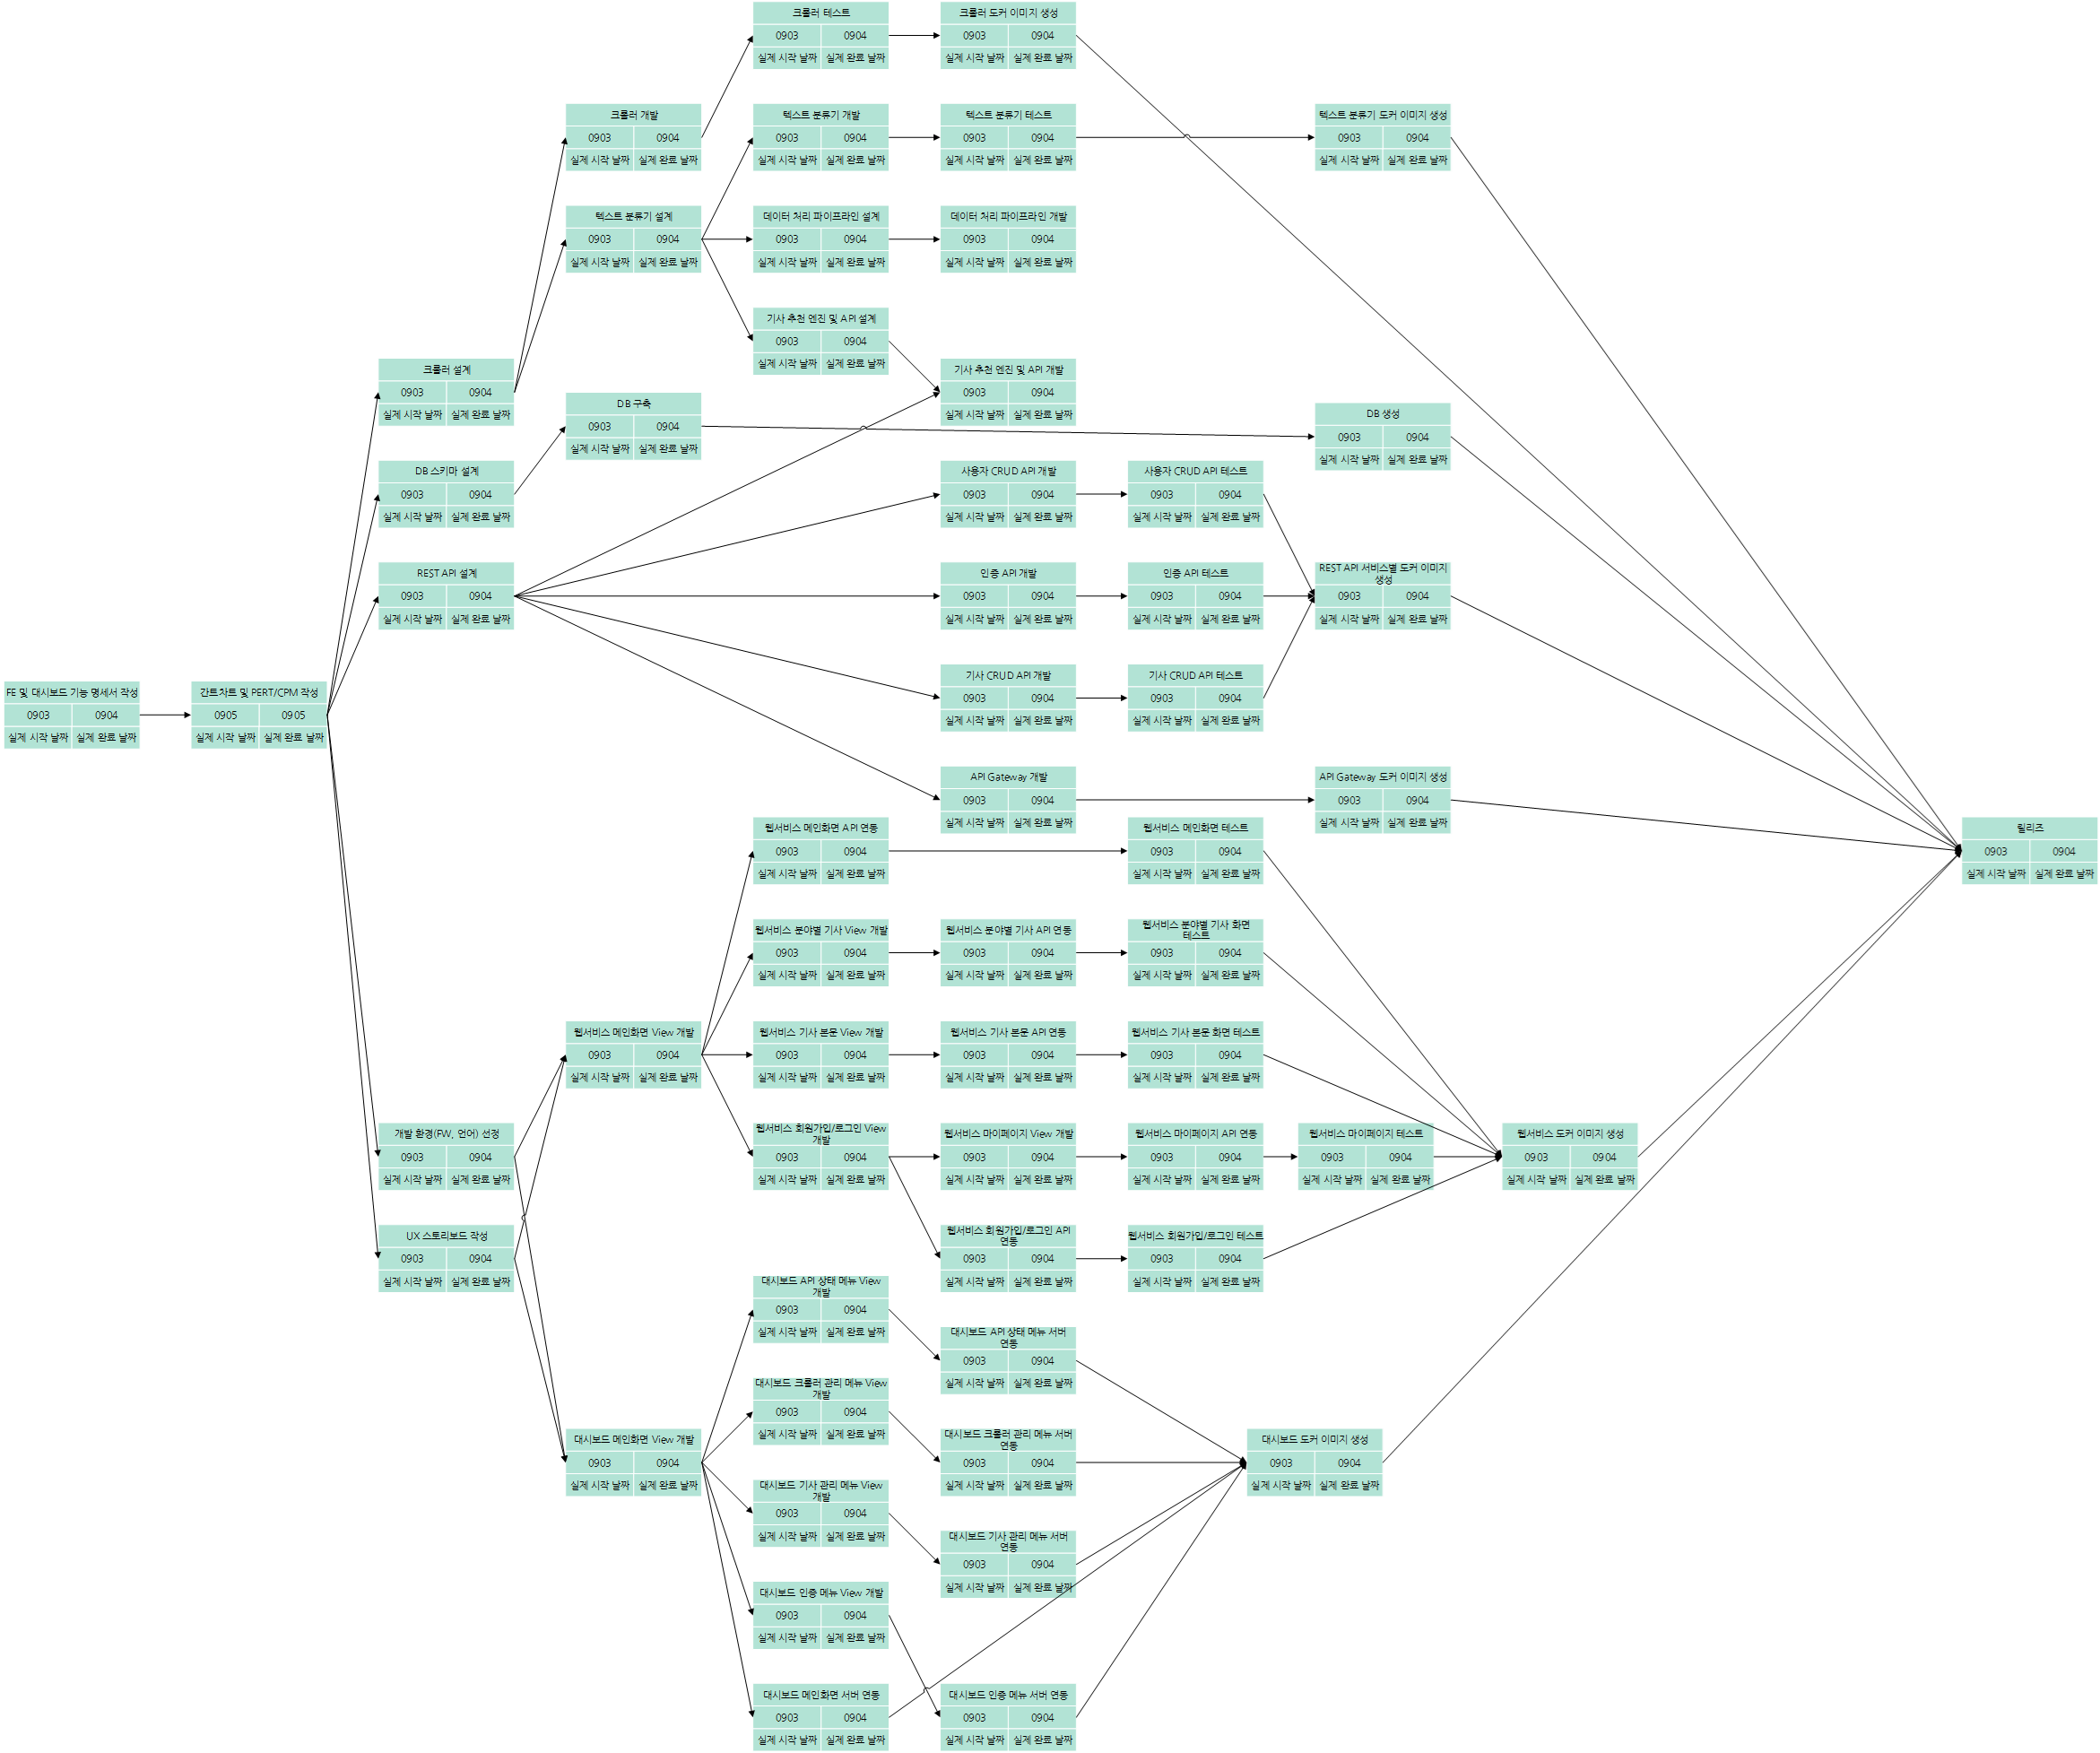 FE 및 대시보드 기능 명세서 작성
0903 0904
실제 시작 날짜 실제 완료 날짜
간트차트 및 PERT/CPM 작성
0905 0905
실제 시작 날짜 실제 완료 날짜
크롤러 설계
0903 0904
실제 시작 날짜 실제 완료 날짜
DB 스키마 설계
0903 0904
실제 시작 날짜 실제 완료 날짜
REST API 설계
0903 0904
실제 시작 날짜 실제 완료 날짜
개발 환경(FW, 언어) 선정
0903 0904
실제 시작 날짜 실제 완료 날짜
UX 스토리보드 작성
0903 0904
실제 시작 날짜 실제 완료 날짜
크롤러 개발
0903 0904
실제 시작 날짜 실제 완료 날짜
텍스트 분류기 설계
0903 0904
실제 시작 날짜 실제 완료 날짜
DB 구축
0903 0904
실제 시작 날짜 실제 완료 날짜
웹서비스 메인화면 View 개발
0903 0904
실제 시작 날짜 실제 완료 날짜
대시보드 메인화면 View 개발
0903 0904
실제 시작 날짜 실제 완료 날짜
크롤러 테스트
0903 0904
실제 시작 날짜 실제 완료 날짜
텍스트 분류기 개발
0903 0904
실제 시작 날짜 실제 완료 날짜
데이터 처리 파이프라인 설계
0903 0904
실제 시작 날짜 실제 완료 날짜
기사 추천 엔진 및 API 설계
0903 0904
실제 시작 날짜 실제 완료 날짜
웹서비스 메인화면 API 연동
0903 0904
실제 시작 날짜 실제 완료 날짜
웹서비스 분야별 기사 View 개발
0903 0904
실제 시작 날짜 실제 완료 날짜
웹서비스 기사 본문 View 개발
0903 0904
실제 시작 날짜 실제 완료 날짜
웹서비스 회원가입/로그인 View
개발
0903 0904
실제 시작 날짜 실제 완료 날짜
대시보드 API 상태 메뉴 View
개발
0903 0904
실제 시작 날짜 실제 완료 날짜
대시보드 크롤러 관리 메뉴 View
개발
0903 0904
실제 시작 날짜 실제 완료 날짜
대시보드 기사 관리 메뉴 View
개발
0903 0904
실제 시작 날짜 실제 완료 날짜
대시보드 인증 메뉴 View 개발
0903 0904
실제 시작 날짜 실제 완료 날짜
대시보드 메인화면 서버 연동
0903 0904
실제 시작 날짜 실제 완료 날짜
크롤러 도커 이미지 생성
0903 0904
실제 시작 날짜 실제 완료 날짜
텍스트 분류기 테스트
0903 0904
실제 시작 날짜 실제 완료 날짜
데이터 처리 파이프라인 개발
0903 0904
실제 시작 날짜 실제 완료 날짜
기사 추천 엔진 및 API 개발
0903 0904
실제 시작 날짜 실제 완료 날짜
사용자 CRUD API 개발
0903 0904
실제 시작 날짜 실제 완료 날짜
인증 API 개발
0903 0904
실제 시작 날짜 실제 완료 날짜
기사 CRUD API 개발
0903 0904
실제 시작 날짜 실제 완료 날짜
API Gateway 개발
0903 0904
실제 시작 날짜 실제 완료 날짜
웹서비스 분야별 기사 API 연동
0903 0904
실제 시작 날짜 실제 완료 날짜
웹서비스 기사 본문 API 연동
0903 0904
실제 시작 날짜 실제 완료 날짜
웹서비스 마이페이지 View 개발
0903 0904
실제 시작 날짜 실제 완료 날짜
웹서비스 회원가입/로그인 API
연동
0903 0904
실제 시작 날짜 실제 완료 날짜
대시보드 API 상태 메뉴 서버
연동
0903 0904
실제 시작 날짜 실제 완료 날짜
대시보드 크롤러 관리 메뉴 서버
연동
0903 0904
실제 시작 날짜 실제 완료 날짜
대시보드 기사 관리 메뉴 서버
연동
0903 0904
실제 시작 날짜 실제 완료 날짜
대시보드 인증 메뉴 서버 연동
0903 0904
실제 시작 날짜 실제 완료 날짜
사용자 CRUD API 테스트
0903 0904
실제 시작 날짜 실제 완료 날짜
인증 API 테스트
0903 0904
실제 시작 날짜 실제 완료 날짜
기사 CRUD API 테스트
0903 0904
실제 시작 날짜 실제 완료 날짜
웹서비스 메인화면 테스트
0903 0904
실제 시작 날짜 실제 완료 날짜
웹서비스 분야별 기사 화면
테스트
0903 0904
실제 시작 날짜 실제 완료 날짜
웹서비스 기사 본문 화면 테스트
0903 0904
실제 시작 날짜 실제 완료 날짜
웹서비스 마이페이지 API 연동
0903 0904
실제 시작 날짜 실제 완료 날짜
웹서비스 회원가입/로그인 테스트
0903 0904
실제 시작 날짜 실제 완료 날짜
대시보드 도커 이미지 생성
0903 0904
실제 시작 날짜 실제 완료 날짜
텍스트 분류기 도커 이미지 생성
0903 0904
실제 시작 날짜 실제 완료 날짜
DB 생성
0903 0904
실제 시작 날짜 실제 완료 날짜
REST API 서비스별 도커 이미지
생성
0903 0904
실제 시작 날짜 실제 완료 날짜
API Gateway 도커 이미지 생성
0903 0904
실제 시작 날짜 실제 완료 날짜
웹서비스 마이페이지 테스트
0903 0904
실제 시작 날짜 실제 완료 날짜
웹서비스 도커 이미지 생성
0903 0904
실제 시작 날짜 실제 완료 날짜
릴리즈
0903 0904
실제 시작 날짜 실제 완료 날짜